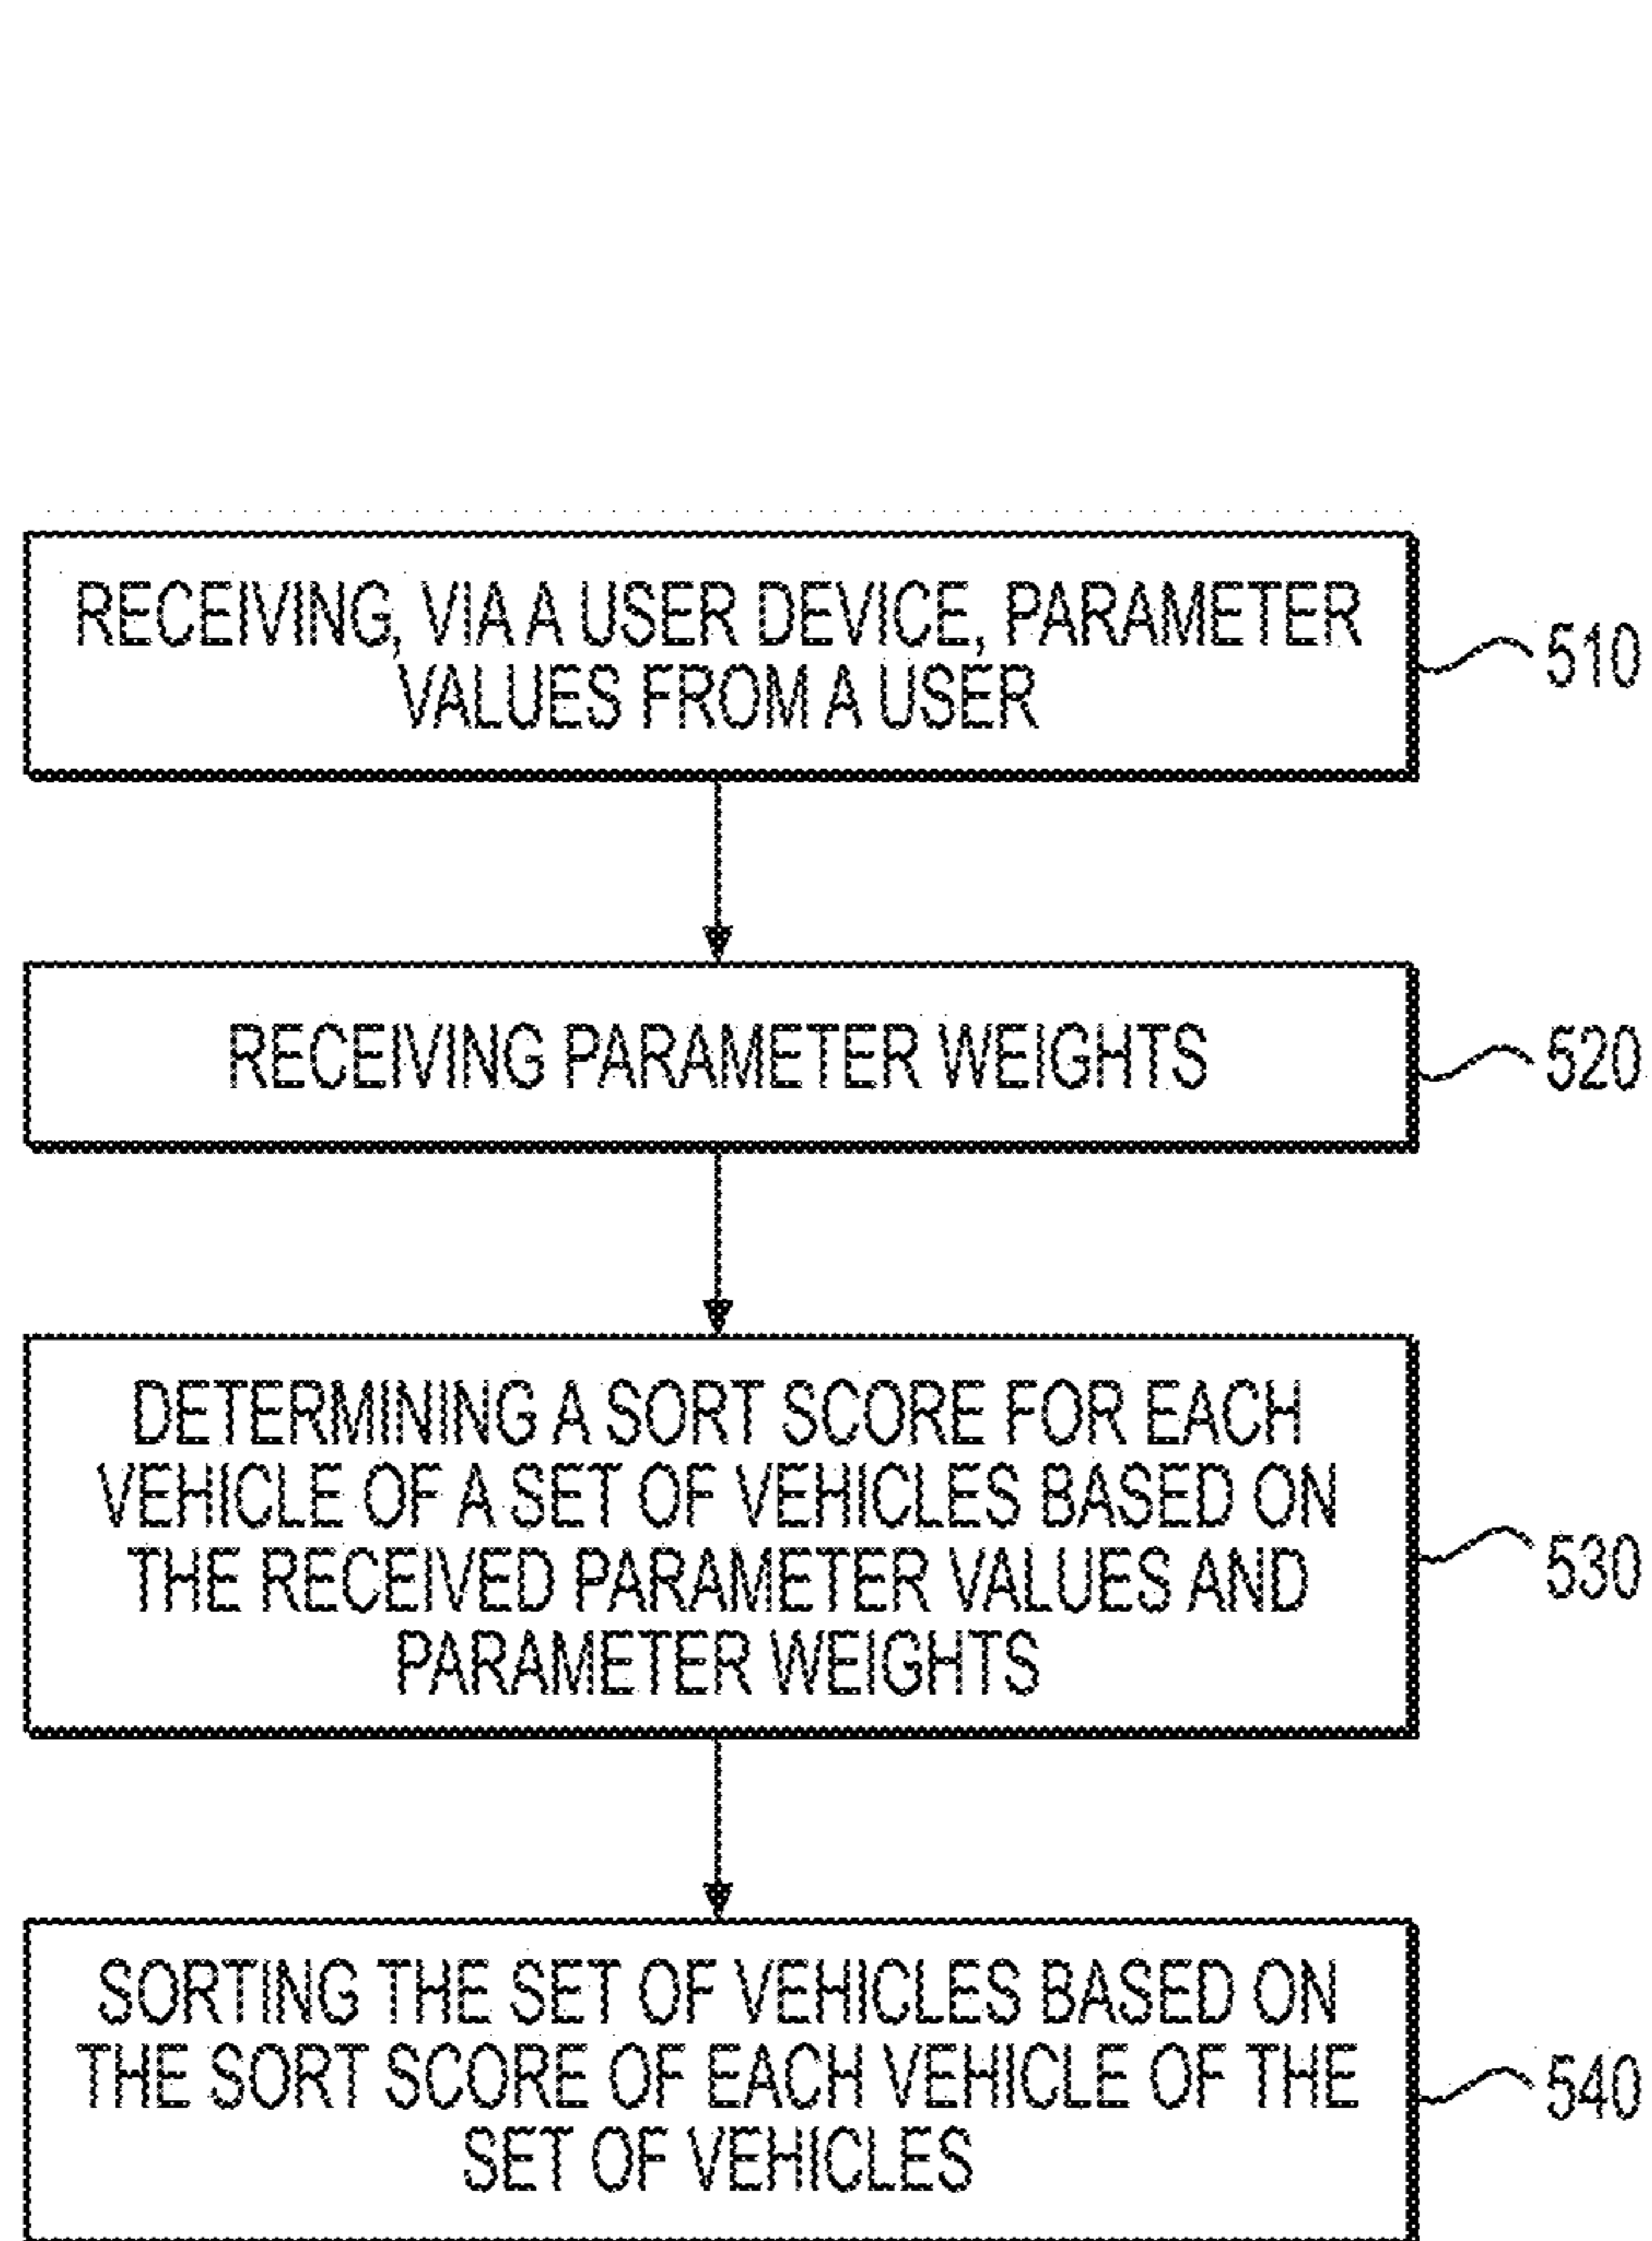 RECEIVING, VIA A USER DEVICE, PARAMETER
VALUES FROM A USER
510
RECEIVING PARAMETER WEIGHTS
520
DETERMINING A SORT SCORE FOR EACH
VEHICLE OF A SET OF VEHICLES BASED ON
THE RECEIVED PARAMETER VALUES AND
PARAMETER WEIGHTS
530
SORTING THE SET OF VEHICLES BASED ON
THE SORT SCORE OF EACH VEHICLE OF THE
SET OF VEHICLES
540